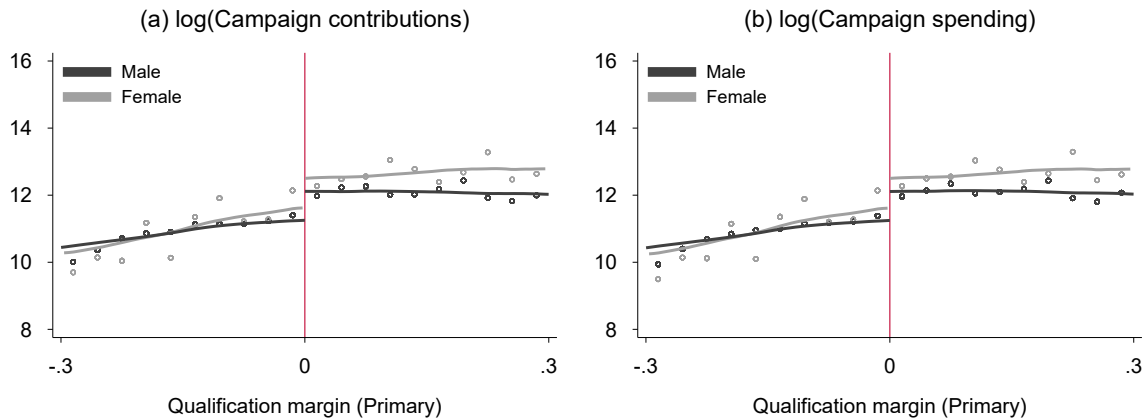 (a) log(Campaign contributions)
16
14
12
10
8
Male
Female
-.3
0
.3
Qualification margin (Primary)
(b) log(Campaign spending)
16
14
12
10
8
Male
Female
-.3
0
.3
Qualification margin (Primary)